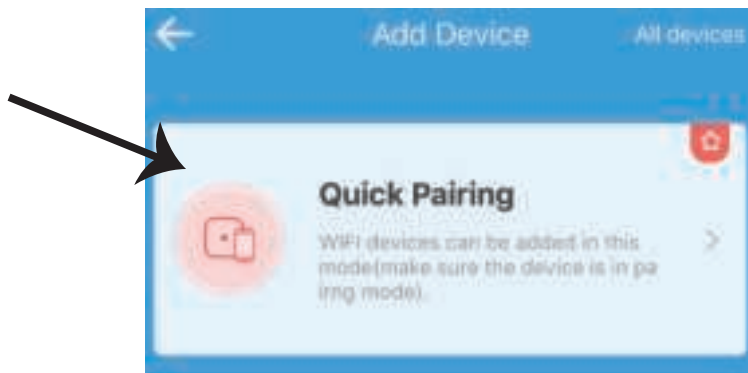 Add Device All devices
Quick Pairing
WIFI devices can be added in this
mode(make sure the device is in pa
irng mode).